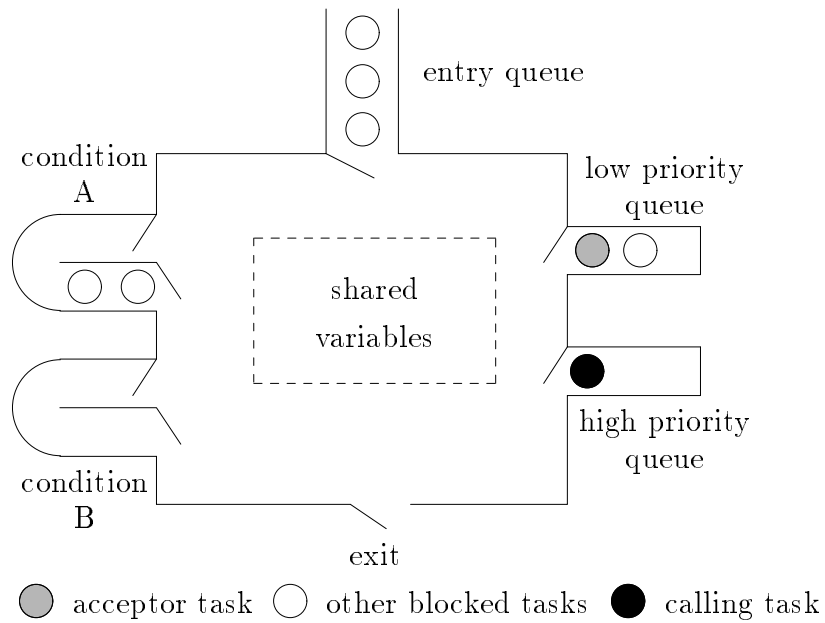 entry queue
condition
A
low priority
queue
shared
variables
high priority
queue
condition
B
exit
acceptor task
other blocked tasks
calling task